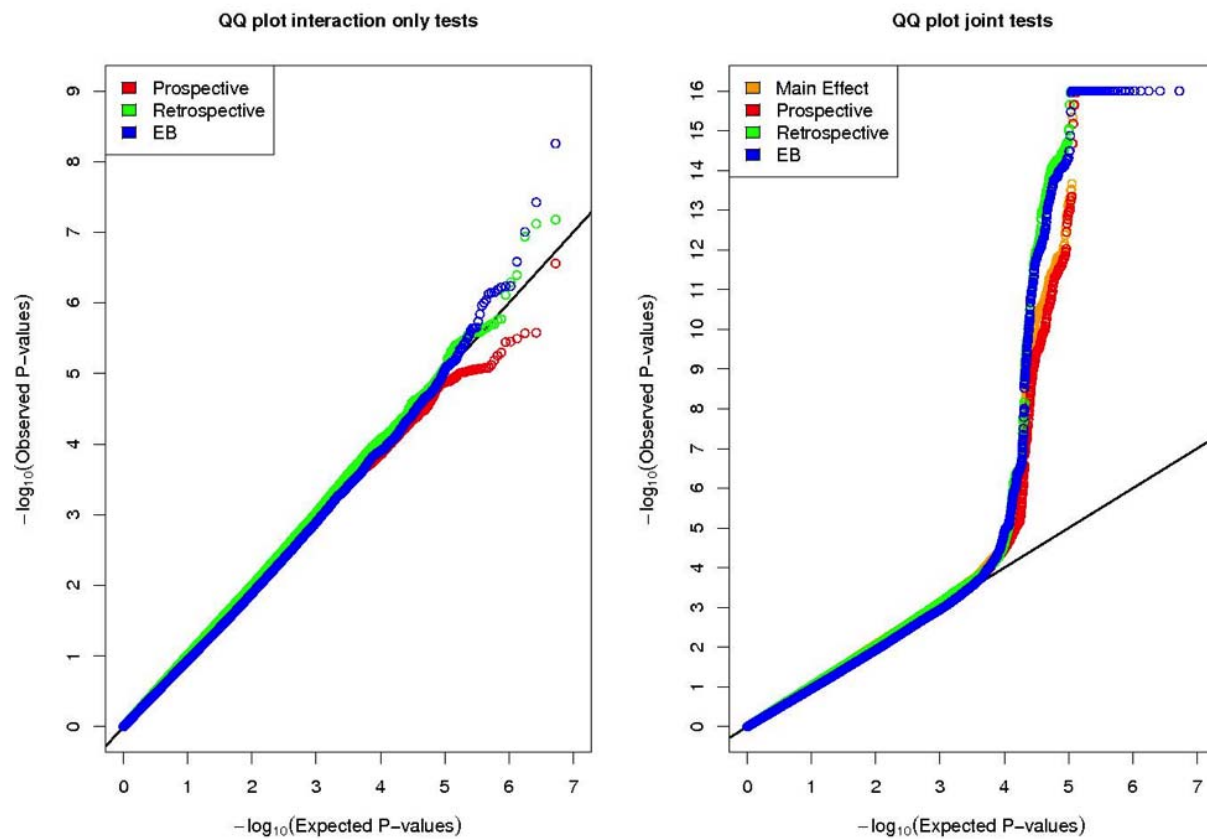 QQ plot interaction only tests
Prospective
Retrospective
EB
9
8
7
6
5
4
3
2
1
0
−log10(Observed P-values)
0 1 2 3 4 5 6 7
−log10(Expected P-values)
QQ plot joint tests
Main Effect
Prospective
Retrospective
EB
16
15
14
13
12
11
10
9
8
7
6
5
4
3
2
1
0
−log10(Observed P-values)
0 1 2 3 4 5 6 7
−log10(Expected P-values)